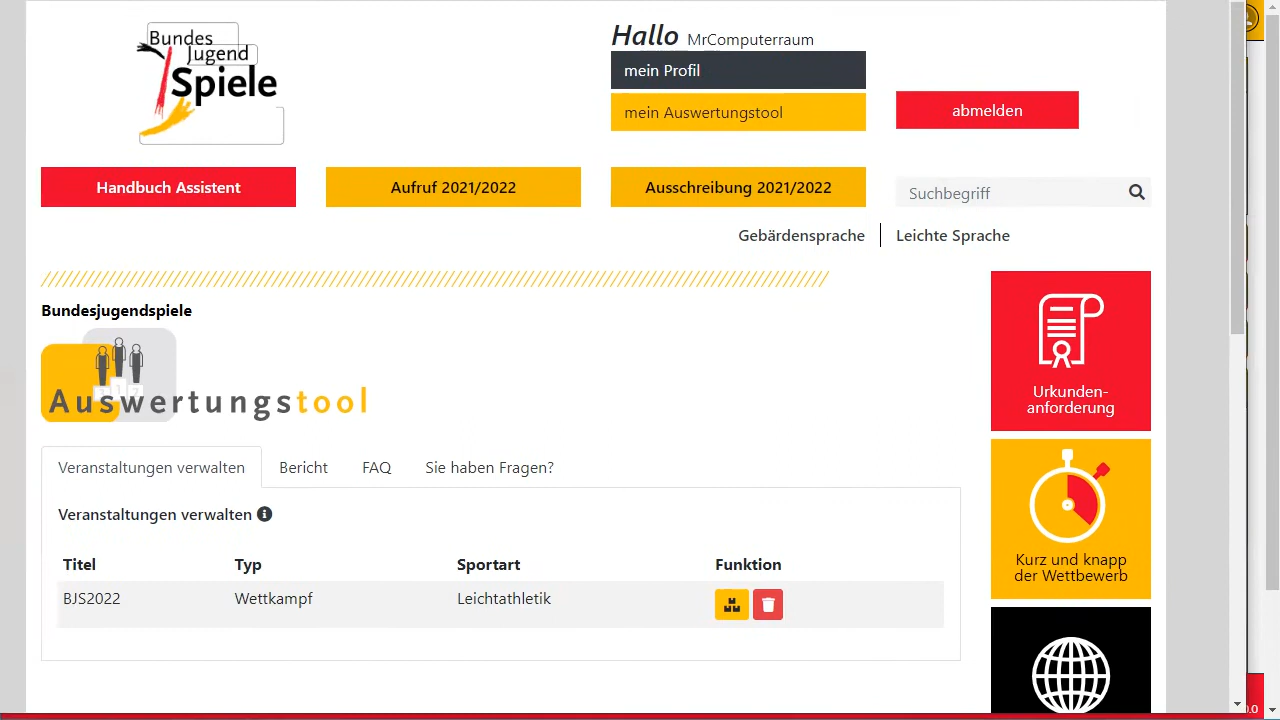 Bundes
Jugend
Spiele
Hallo MrComputerraum
mein Profil
mein Auswertungstool
abmelden
Handbuch Assistent
Aufruf 2021/2022
Ausschreibung 2021/2022
Suchbegriff
Gebärdensprache
Leichte Sprache
Bundesjugendspiele
Auswertungstool
Veranstaltungen verwalten
Bericht
FAQ
Sie haben Fragen?
Veranstaltungen verwalten
Titel Typ Sportart Funktion
BJS2022 Wettkampf Leichtathletik
Urkunden-
anforderung
Kurz und knapp
der Wettbewerb